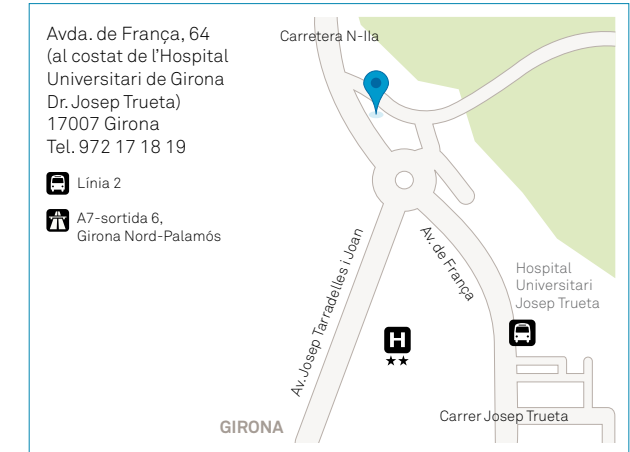 Avda. de França, 64
(al costat de l'Hospital
Universitari de Girona
Dr. Josep Trueta)
17007 Girona
Tel. 972 17 18 19
Línia 2
A7-sortida 6,
Girona Nord-Palamós
Carretera N-IIa
Av. Josep Tarradelles i Joan
Av. de França
Hospital
Universitari
Josep Trueta
H
Carrer Josep Trueta
GIRONA